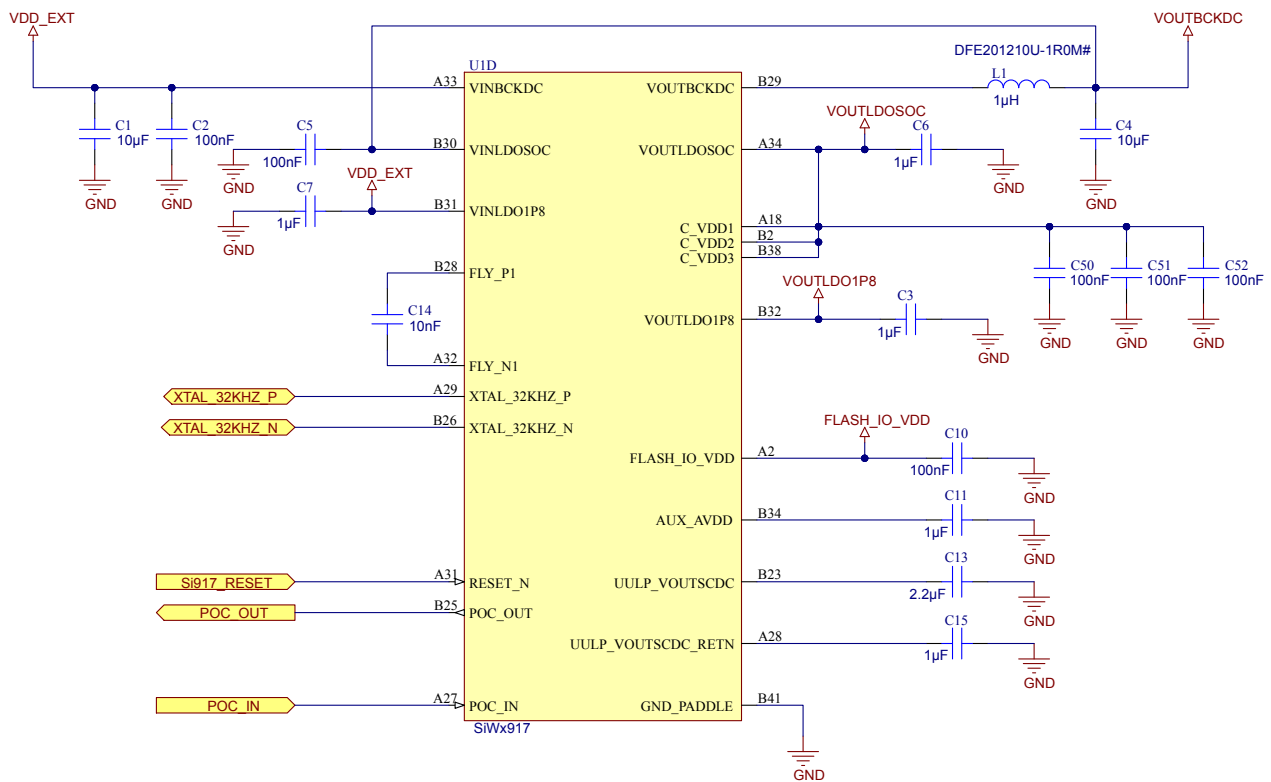 VDD_EXT
VOUTBCKDC
DFE201210U-1R0M#
U1D
L1
1µH
A33
VINBCKDC
VOUTBCKDC
B29
C1
10µF
C2
100nF
C5
100nF
B30
VINLDOSOC
VOUTLDOSOC
A34
VOUTLDOSOC
C6
1µF
C4
10µF
GND
GND
GND
GND
GND
VDD_EXT
C7
1µF
B31
VINLDO1P8
GND
C_VDD1
A18
C_VDD2
B2
C_VDD3
B38
B28
FLY_P1
C50
100nF
C51
100nF
C52
100nF
VOUTLDO1P8
C14
10nF
VOUTLDO1P8
B32
C3
1µF
GND
GND
GND
GND
A32
FLY_N1
XTAL_32KHZ_P
A29
XTAL_32KHZ_P
XTAL_32KHZ_N
B26
XTAL_32KHZ_N
FLASH_IO_VDD
FLASH_IO_VDD
A2
C10
100nF
GND
AUX_AVDD
B34
C11
1µF
GND
Si917_RESET
A31
RESET_N
UULP_VOUTSCDC
B23
C13
2.2µF
GND
POC_OUT
B25
POC_OUT
UULP_VOUTSCDC_RETN
A28
C15
1µF
GND
POC_IN
A27
POC_IN
GND_PADDLE
B41
SiWx917
GND